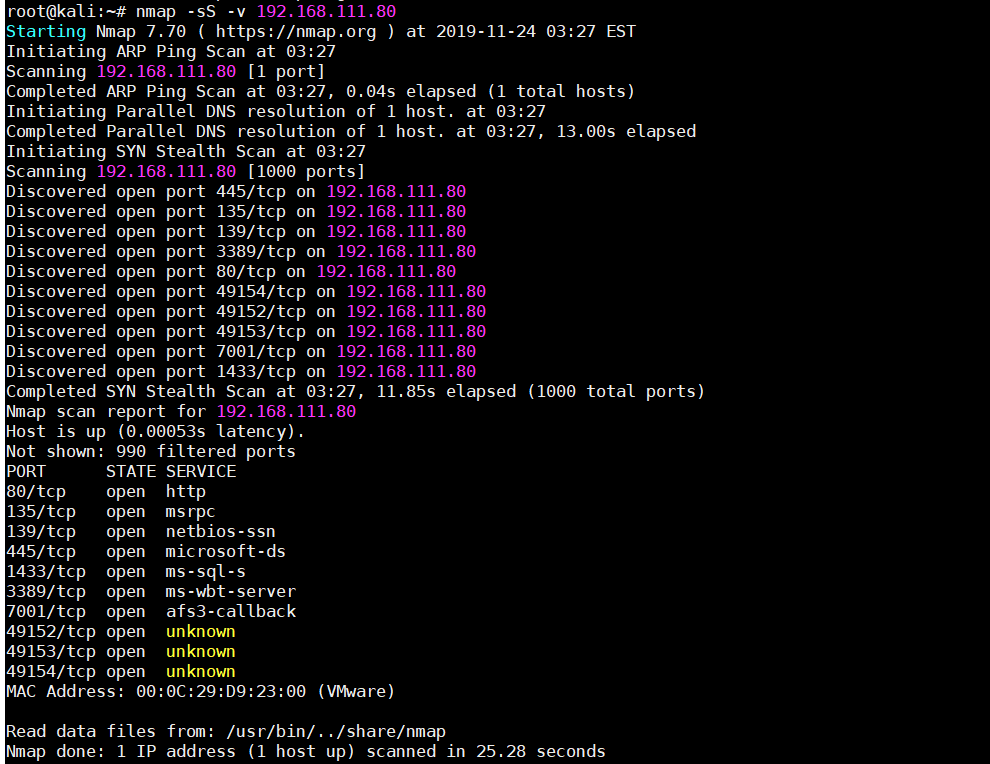 root@kali:~# nmap -sS -v 192.168.111.80
Starting Nmap 7.70 ( https://nmap.org ) at 2019-11-24 03:27 EST
Initiating ARP Ping Scan at 03:27
Scanning 192.168.111.80 [1 port]
Completed ARP Ping Scan at 03:27, 0.04s elapsed (1 total hosts)
Initiating Parallel DNS resolution of 1 host. at 03:27
Completed Parallel DNS resolution of 1 host. at 03:27, 13.00s elapsed
Initiating SYN Stealth Scan at 03:27
Scanning 192.168.111.80 [1000 ports]
Discovered open port 445/tcp on 192.168.111.80
Discovered open port 135/tcp on 192.168.111.80
Discovered open port 139/tcp on 192.168.111.80
Discovered open port 3389/tcp on 192.168.111.80
Discovered open port 80/tcp on 192.168.111.80
Discovered open port 49154/tcp on 192.168.111.80
Discovered open port 49152/tcp on 192.168.111.80
Discovered open port 49153/tcp on 192.168.111.80
Discovered open port 7001/tcp on 192.168.111.80
Discovered open port 1433/tcp on 192.168.111.80
Completed SYN Stealth Scan at 03:27, 11.85s elapsed (1000 total ports)
Nmap scan report for 192.168.111.80
Host is up (0.00053s latency).
Not shown: 990 filtered ports
PORT      STATE SERVICE
80/tcp    open  http
135/tcp   open  msrpc
139/tcp   open  netbios-ssn
445/tcp   open  microsoft-ds
1433/tcp  open  ms-sql-s
3389/tcp  open  ms-wbt-server
7001/tcp  open  afs3-callback
49152/tcp open  unknown
49153/tcp open  unknown
49154/tcp open  unknown
MAC Address: 00:0C:29:D9:23:00 (VMware)
Read data files from: /usr/bin/../share/nmap
Nmap done: 1 IP address (1 host up) scanned in 25.28 seconds